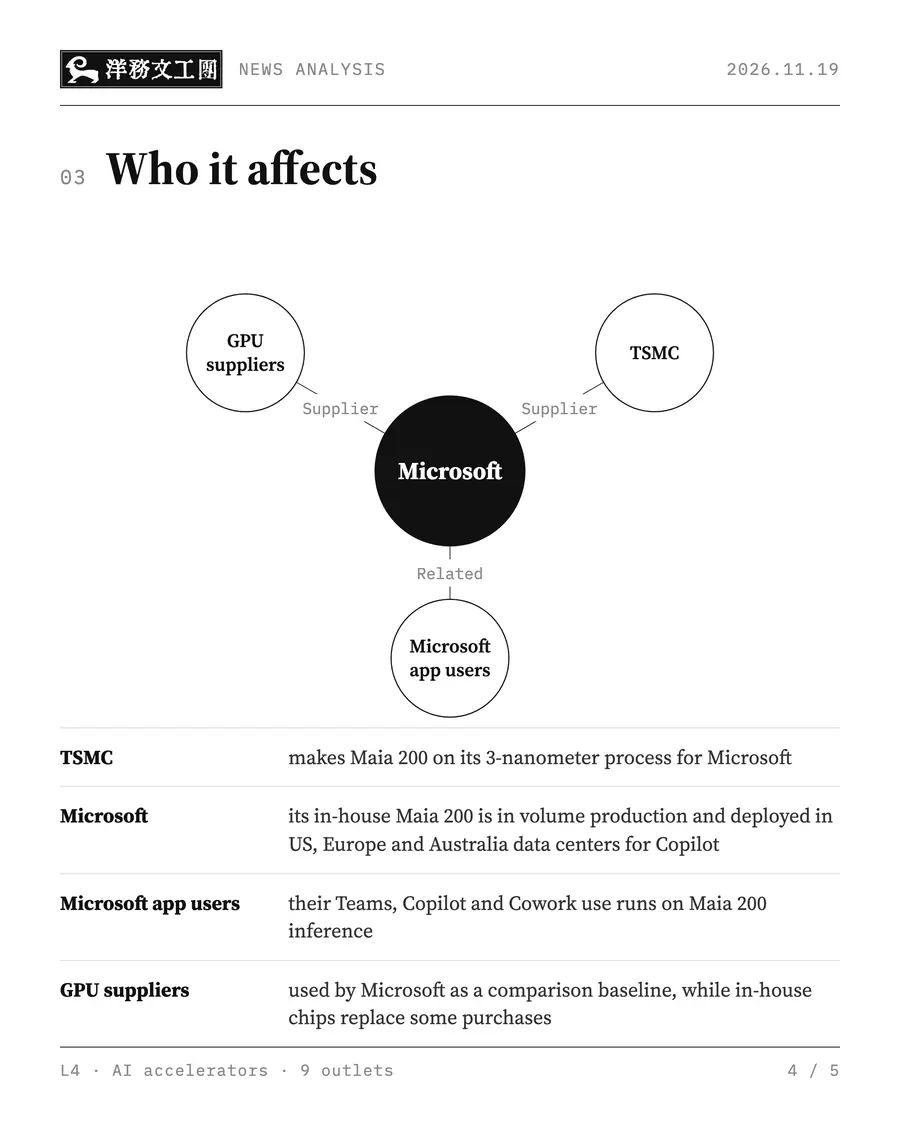 洋務文工團 NEWS ANALYSIS 2026.11.19
03 Who it affects
GPU
suppliers
TSMC
Supplier
Supplier
Microsoft
Related
Microsoft
app users
TSMC makes Maia 200 on its 3-nanometer process for Microsoft
Microsoft its in-house Maia 200 is in volume production and deployed in
US, Europe and Australia data centers for Copilot
Microsoft app users their Teams, Copilot and Cowork use runs on Maia 200
inference
GPU suppliers used by Microsoft as a comparison baseline, while in-house
chips replace some purchases
L4 · AI accelerators · 9 outlets 4 / 5